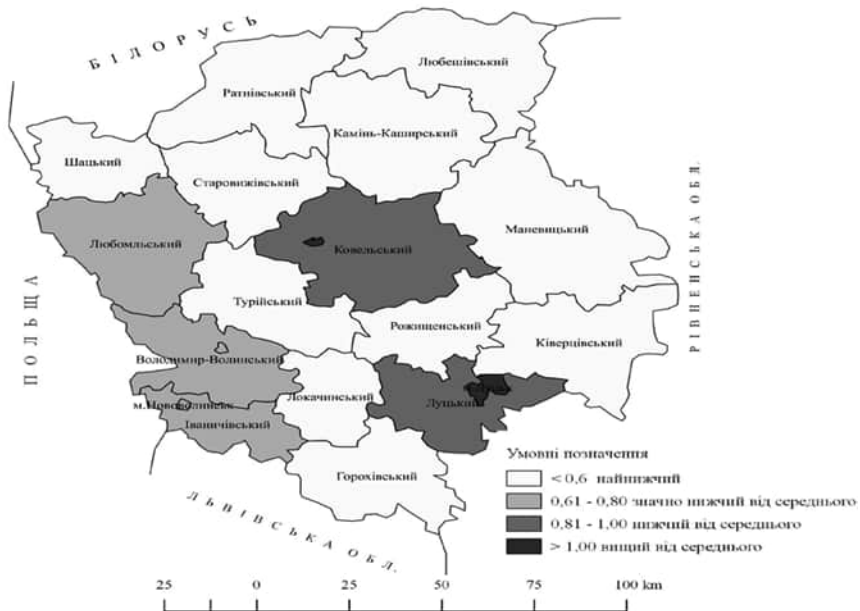 БІЛОРУСЬ
Любешівський
Ратнівський
Камінь-Каширський
Шацький
Старовижівський
Маневицький
Любомльський
Ковельський
РІВНЕНСЬКА ОБЛ.
ПОЛЬЩА
Турійський
Рожищенський
Ківерцівський
Володимир-Волинський
м.Нововолинськ
Локачинський
Луцький
Іваничівський
Горохівський
ЛЬВІВСЬКА ОБЛ.
Умовні позначення
< 0,6 найнижчий
0,61 - 0,80 значно нижчий від середнього
0,81 - 1,00 нижчий від середнього
> 1,00 вищий від середнього
25 0 25 50 75 100 km